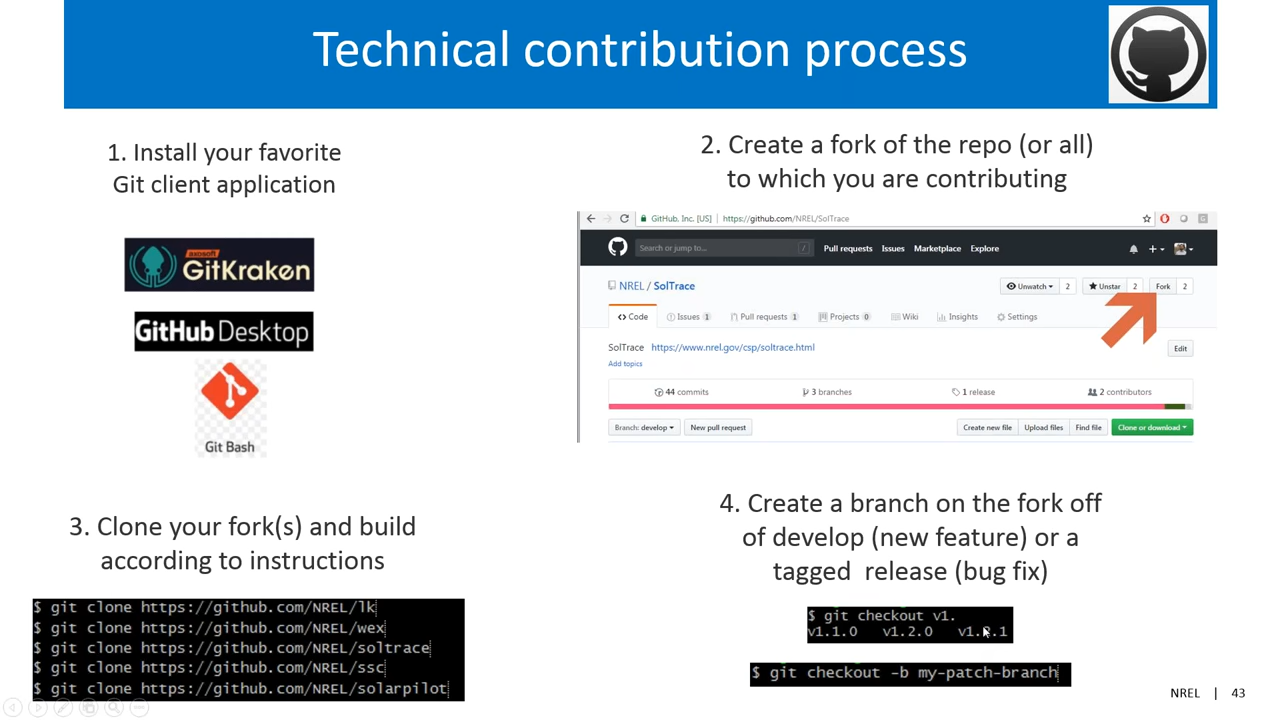 Technical contribution process
1. Install your favorite
Git client application
axosoft
GitKraken
GitHub Desktop
Git Bash
2. Create a fork of the repo (or all)
to which you are contributing
GitHub, Inc. [US] | https://github.com/NREL/SolTrace
Search or jump to... / Pull requests Issues Marketplace Explore
NREL / SolTrace Unwatch 2 Unstar 2 Fork 2
<> Code Issues 1 Pull requests 1 Projects 0 Wiki Insights Settings
SolTrace https://www.nrel.gov/csp/soltrace.html Edit
Add topics
44 commits 3 branches 1 release 2 contributors
Branch: develop New pull request Create new file Upload files Find file Clone or download
3. Clone your fork(s) and build
according to instructions
$ git clone https://github.com/NREL/lk
$ git clone https://github.com/NREL/wex
$ git clone https://github.com/NREL/soltrace
$ git clone https://github.com/NREL/ssc
$ git clone https://github.com/NREL/solarpilot
4. Create a branch on the fork off
of develop (new feature) or a
tagged release (bug fix)
$ git checkout v1.
v1.1.0 v1.2.0
$ git checkout -b my-patch-branch
NREL | 43